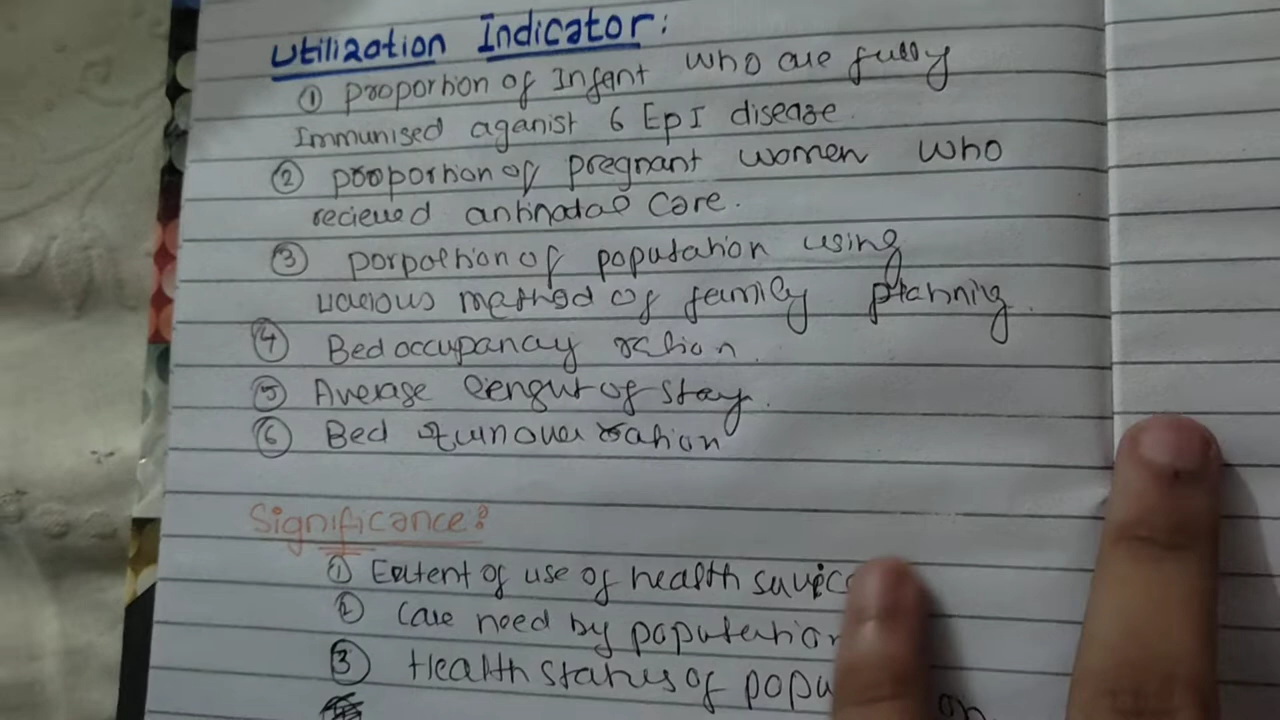 Utilization Indicator:
① proportion of Infant who are fully
Immunised aganist 6 EpI disease.
② proportion of pregnant women who
recieved antinatal care.
③ porpothion of population using
various method of family planning.
④ Bed occupancy ration.
⑤ Average lengut of stay.
⑥ Bed turnover ration
Significance:
① Extent of use of health
② care need by population
③ Health status of popu